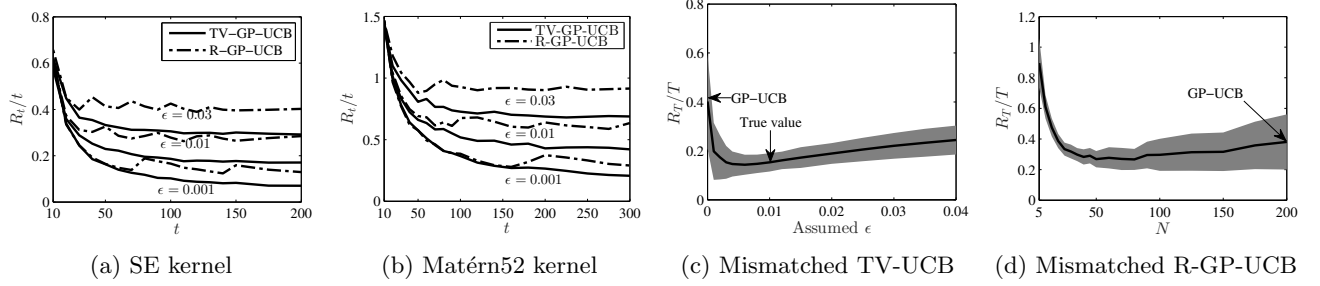 0.8
0.6
0.4
0.2
0
R_t/t
TV-GP-UCB
R-GP-UCB
ϵ = 0.03
ϵ = 0.01
ϵ = 0.001
10 50 100 150 200
t
(a) SE kernel
1.5
1
0.5
0
R_t/t
TV-GP-UCB
R-GP-UCB
ϵ = 0.03
ϵ = 0.01
ϵ = 0.001
10 50 100 150 200 250 300
t
(b) Matérn52 kernel
0.8
0.6
0.4
0.2
0
R_T/T
GP-UCB
True value
0 0.01 0.02 0.03 0.04
Assumed ϵ
(c) Mismatched TV-UCB
1.2
1
0.8
0.6
0.4
0.2
0
R_T/T
GP-UCB
5 50 100 150 200
N
(d) Mismatched R-GP-UCB